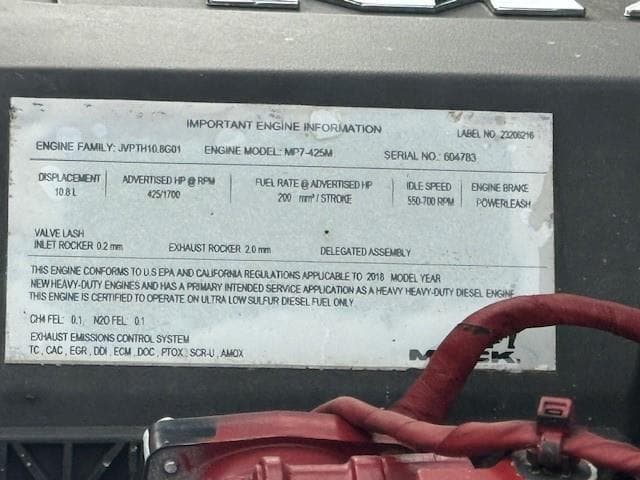 IMPORTANT ENGINE INFORMATION
LABEL NO. 23206216
ENGINE FAMILY: JVPTH10.8G01 ENGINE MODEL: MP7-425M SERIAL NO.: 604783
DISPLACEMENT ADVERTISED HP @ RPM FUEL RATE @ ADVERTISED HP IDLE SPEED ENGINE BRAKE
10.8 L 425/1700 200 mm³ / STROKE 550-700 RPM POWERLEASH
VALVE LASH
INLET ROCKER 0.2 mm EXHAUST ROCKER 2.0 mm DELEGATED ASSEMBLY
THIS ENGINE CONFORMS TO U.S EPA AND CALIFORNIA REGULATIONS APPLICABLE TO 2018 MODEL YEAR
NEW HEAVY-DUTY ENGINES AND HAS A PRIMARY INTENDED SERVICE APPLICATION AS A HEAVY HEAVY-DUTY DIESEL ENGINE
THIS ENGINE IS CERTIFIED TO OPERATE ON ULTRA LOW SULFUR DIESEL FUEL ONLY
CH4 FEL: 0.1, N2O FEL: 0.1
EXHAUST EMISSIONS CONTROL SYSTEM
TC, CAC, EGR, DDI, ECM, DOC, PTOX, SCR-U, AMOX